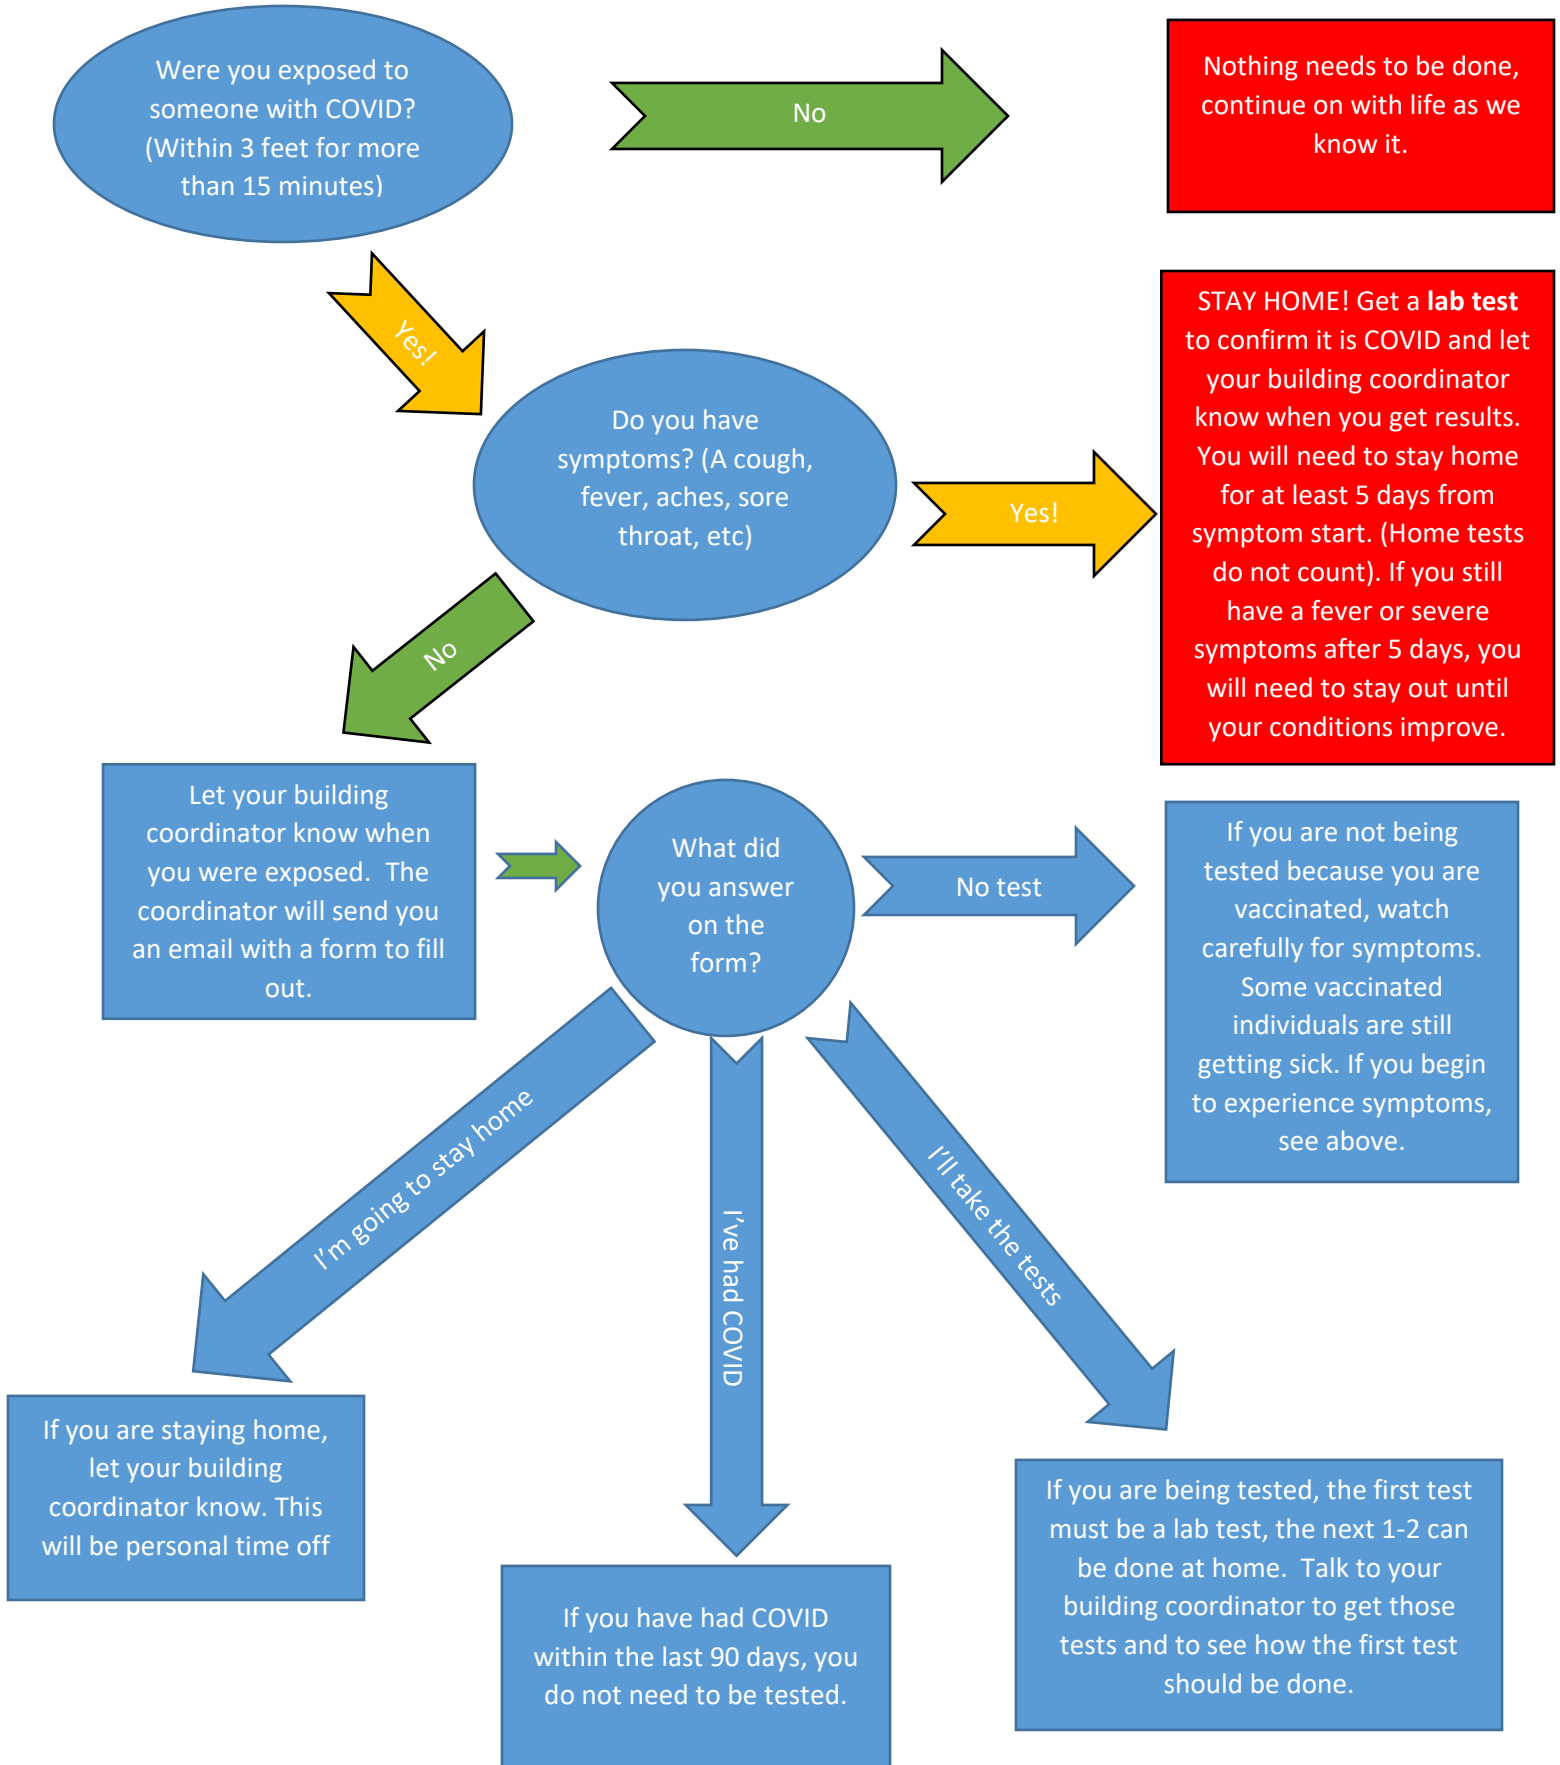 Were you exposed to
someone with COVID?
(Within 3 feet for more
than 15 minutes)
No
Nothing needs to be done,
continue on with life as we
know it.
Yes!
Do you have
symptoms? (A cough,
fever, aches, sore
throat, etc)
Yes!
STAY HOME! Get a lab test
to confirm it is COVID and let
your building coordinator
know when you get results.
You will need to stay home
for at least 5 days from
symptom start. (Home tests
do not count). If you still
have a fever or severe
symptoms after 5 days, you
will need to stay out until
your conditions improve.
No
Let your building
coordinator know when
you were exposed.  The
coordinator will send you
an email with a form to fill
out.
What did
you answer
on the
form?
No test
If you are not being
tested because you are
vaccinated, watch
carefully for symptoms.
Some vaccinated
individuals are still
getting sick. If you begin
to experience symptoms,
see above.
I'm going to stay home
I've had COVID
I'll take the tests
If you are staying home,
let your building
coordinator know. This
will be personal time off
If you have had COVID
within the last 90 days, you
do not need to be tested.
If you are being tested, the first test
must be a lab test, the next 1-2 can
be done at home.  Talk to your
building coordinator to get those
tests and to see how the first test
should be done.